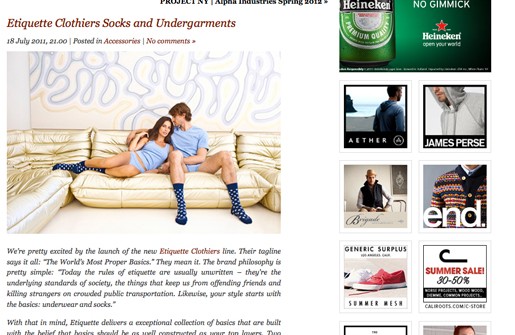 PROJECT NY | Alpha Industries Spring 2012 »
Etiquette Clothiers Socks and Undergarments
18 July 2011, 21.00 | Posted in Accessories | No comments »
We're pretty excited by the launch of the new Etiquette Clothiers line. Their tagline
says it all: “The World's Most Proper Basics.” They mean it. The brand philosophy is
pretty simple: “Today the rules of etiquette are usually unwritten – they're the
underlying standards of society, the things that keep us from offending friends and
killing strangers on crowded public transportation. Likewise, your style starts with
the basics: underwear and socks.”
With that in mind, Etiquette delivers a exceptional collection of basics that are built
with the belief that basics should be as well constructed as your top layers. Two
Heineken
PREMIUM QUALITY
NO GIMMICK
Heineken
open your world
AETHER
JAMES PERSE
Brigade
end.
GENERIC SURPLUS
LOS ANGELES, CALIF
SUMMER MESH
SUMMER SALE!
30-50%
NORSE PROJECTS, WOOD WOOD,
DIEMME, COMMON PROJECTS..
CALIROOTS.COMIC-STORE
THE